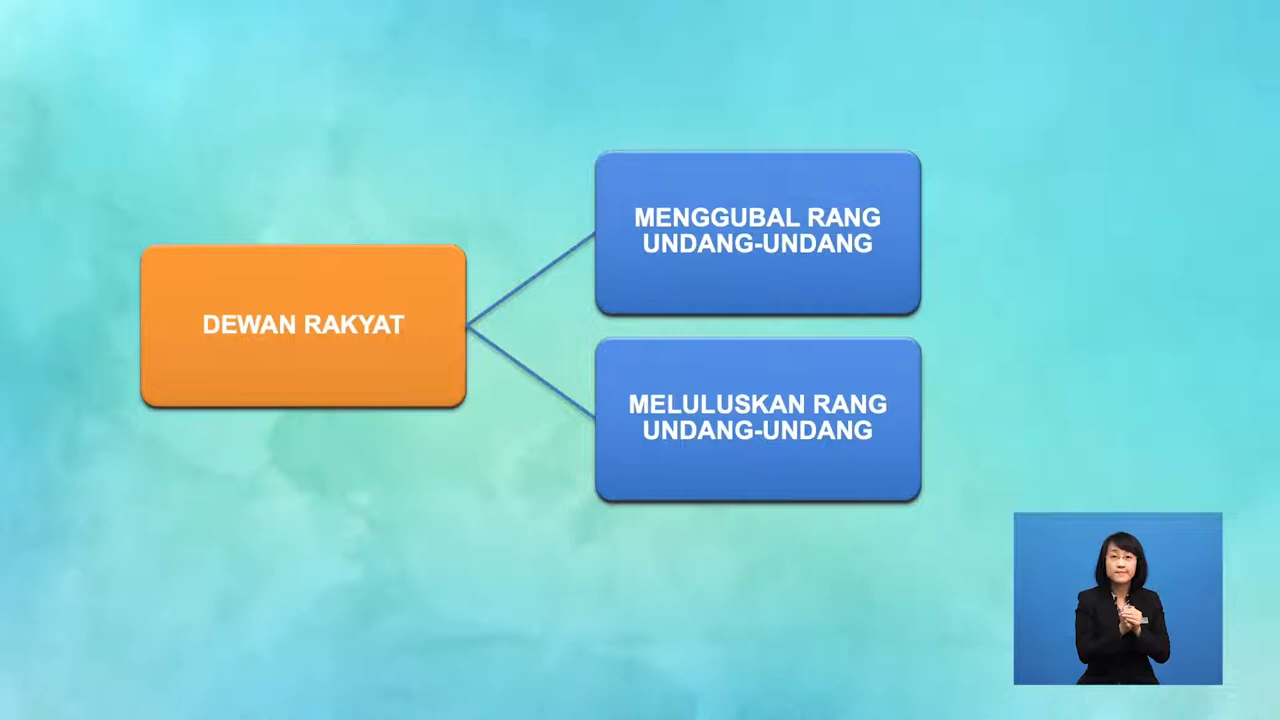 DEWAN RAKYAT
MENGGUBAL RANG
UNDANG-UNDANG
MELULUSKAN RANG
UNDANG-UNDANG